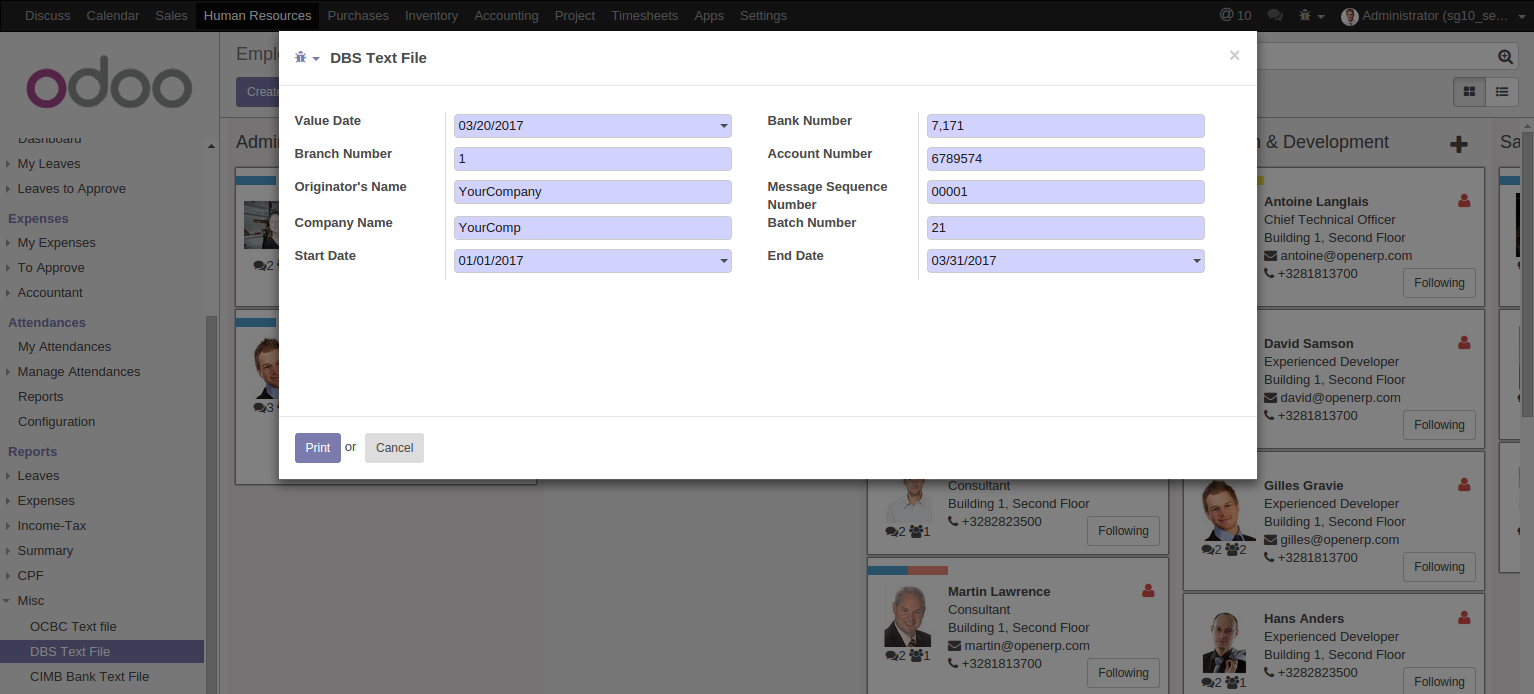 Discuss Calendar Sales Human Resources Purchases Inventory Accounting Project Timesheets Apps Settings @ 10 Administrator (sg10_se...
odoo
Dashboard
My Leaves
Leaves to Approve
Expenses
My Expenses
To Approve
Accountant
Attendances
My Attendances
Manage Attendances
Reports
Configuration
Reports
Leaves
Expenses
Income-Tax
Summary
CPF
Misc
OCBC Text file
DBS Text File
CIMB Bank Text File
DBS Text File ×
Value Date 03/20/2017 Bank Number 7,171
Branch Number 1 Account Number 6789574
Originator's Name YourCompany Message Sequence Number 00001
Company Name YourComp Batch Number 21
Start Date 01/01/2017 End Date 03/31/2017
Print or Cancel
2
3
Consultant
Building 1, Second Floor
+3282823500
2 1
Following
Martin Lawrence
Consultant
Building 1, Second Floor
martin@openerp.com
+3281813700
2 1
Following
& Development
Antoine Langlais
Chief Technical Officer
Building 1, Second Floor
antoine@openerp.com
+3281813700
Following
David Samson
Experienced Developer
Building 1, Second Floor
david@openerp.com
+3281813700
Following
Gilles Gravie
Experienced Developer
Building 1, Second Floor
gilles@openerp.com
+3281813700
2 2
Following
Hans Anders
Experienced Developer
Building 1, Second Floor
+3282823500
2 1
Following
Sa